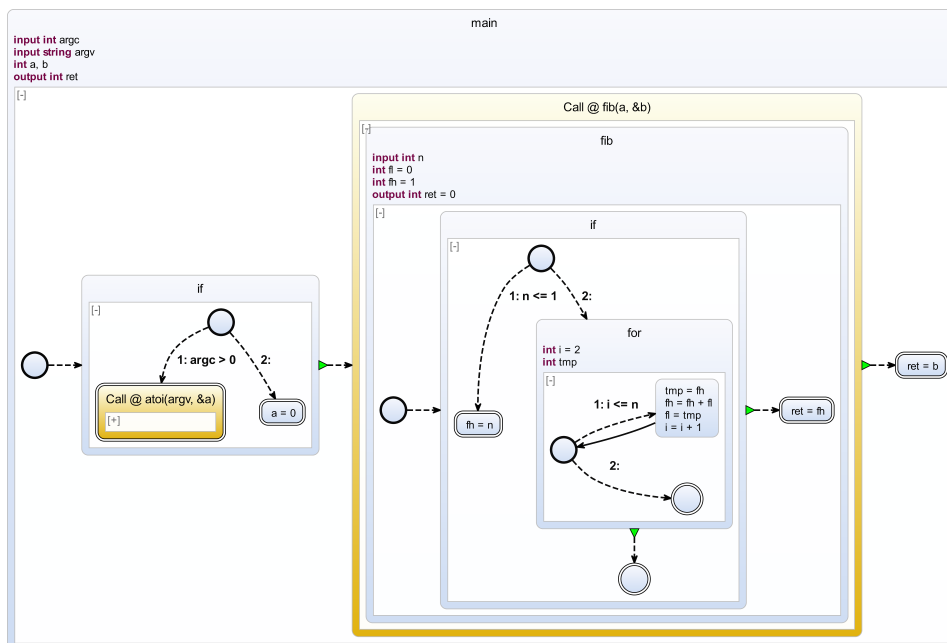 main
input int argc
input string argv
int a, b
output int ret
[-]
if
[-]
1: argc > 0
2:
Call @ atoi(argv, &a)
[+]
a = 0
Call @ fib(a, &b)
[-]
fib
input int n
int fl = 0
int fh = 1
output int ret = 0
[-]
if
[-]
1: n <= 1
2:
fh = n
for
int i = 2
int tmp
[-]
1: i <= n
tmp = fh
fh = fh + fl
fl = tmp
i = i + 1
2:
ret = fh
ret = b